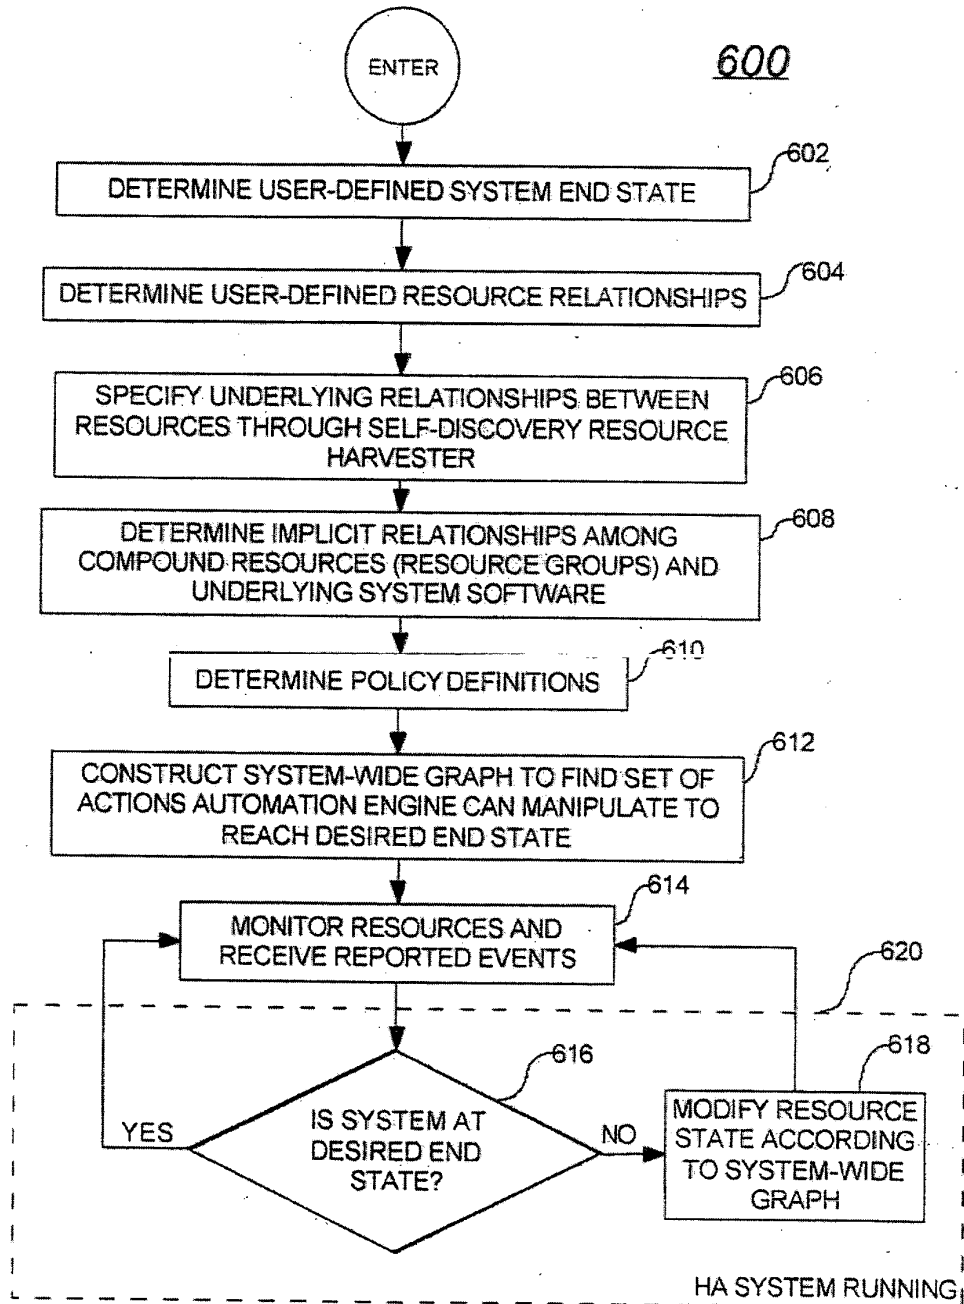 ENTER
600
602
DETERMINE USER-DEFINED SYSTEM END STATE
604
DETERMINE USER-DEFINED RESOURCE RELATIONSHIPS
606
SPECIFY UNDERLYING RELATIONSHIPS BETWEEN
RESOURCES THROUGH SELF-DISCOVERY RESOURCE
HARVESTER
608
DETERMINE IMPLICIT RELATIONSHIPS AMONG
COMPOUND RESOURCES (RESOURCE GROUPS) AND
UNDERLYING SYSTEM SOFTWARE
610
DETERMINE POLICY DEFINITIONS
612
CONSTRUCT SYSTEM-WIDE GRAPH TO FIND SET OF
ACTIONS AUTOMATION ENGINE CAN MANIPULATE TO
REACH DESIRED END STATE
614
MONITOR RESOURCES AND
RECEIVE REPORTED EVENTS
620
616
618
IS SYSTEM AT
DESIRED END
STATE?
YES
NO
MODIFY RESOURCE
STATE ACCORDING
TO SYSTEM-WIDE
GRAPH
HA SYSTEM RUNNING